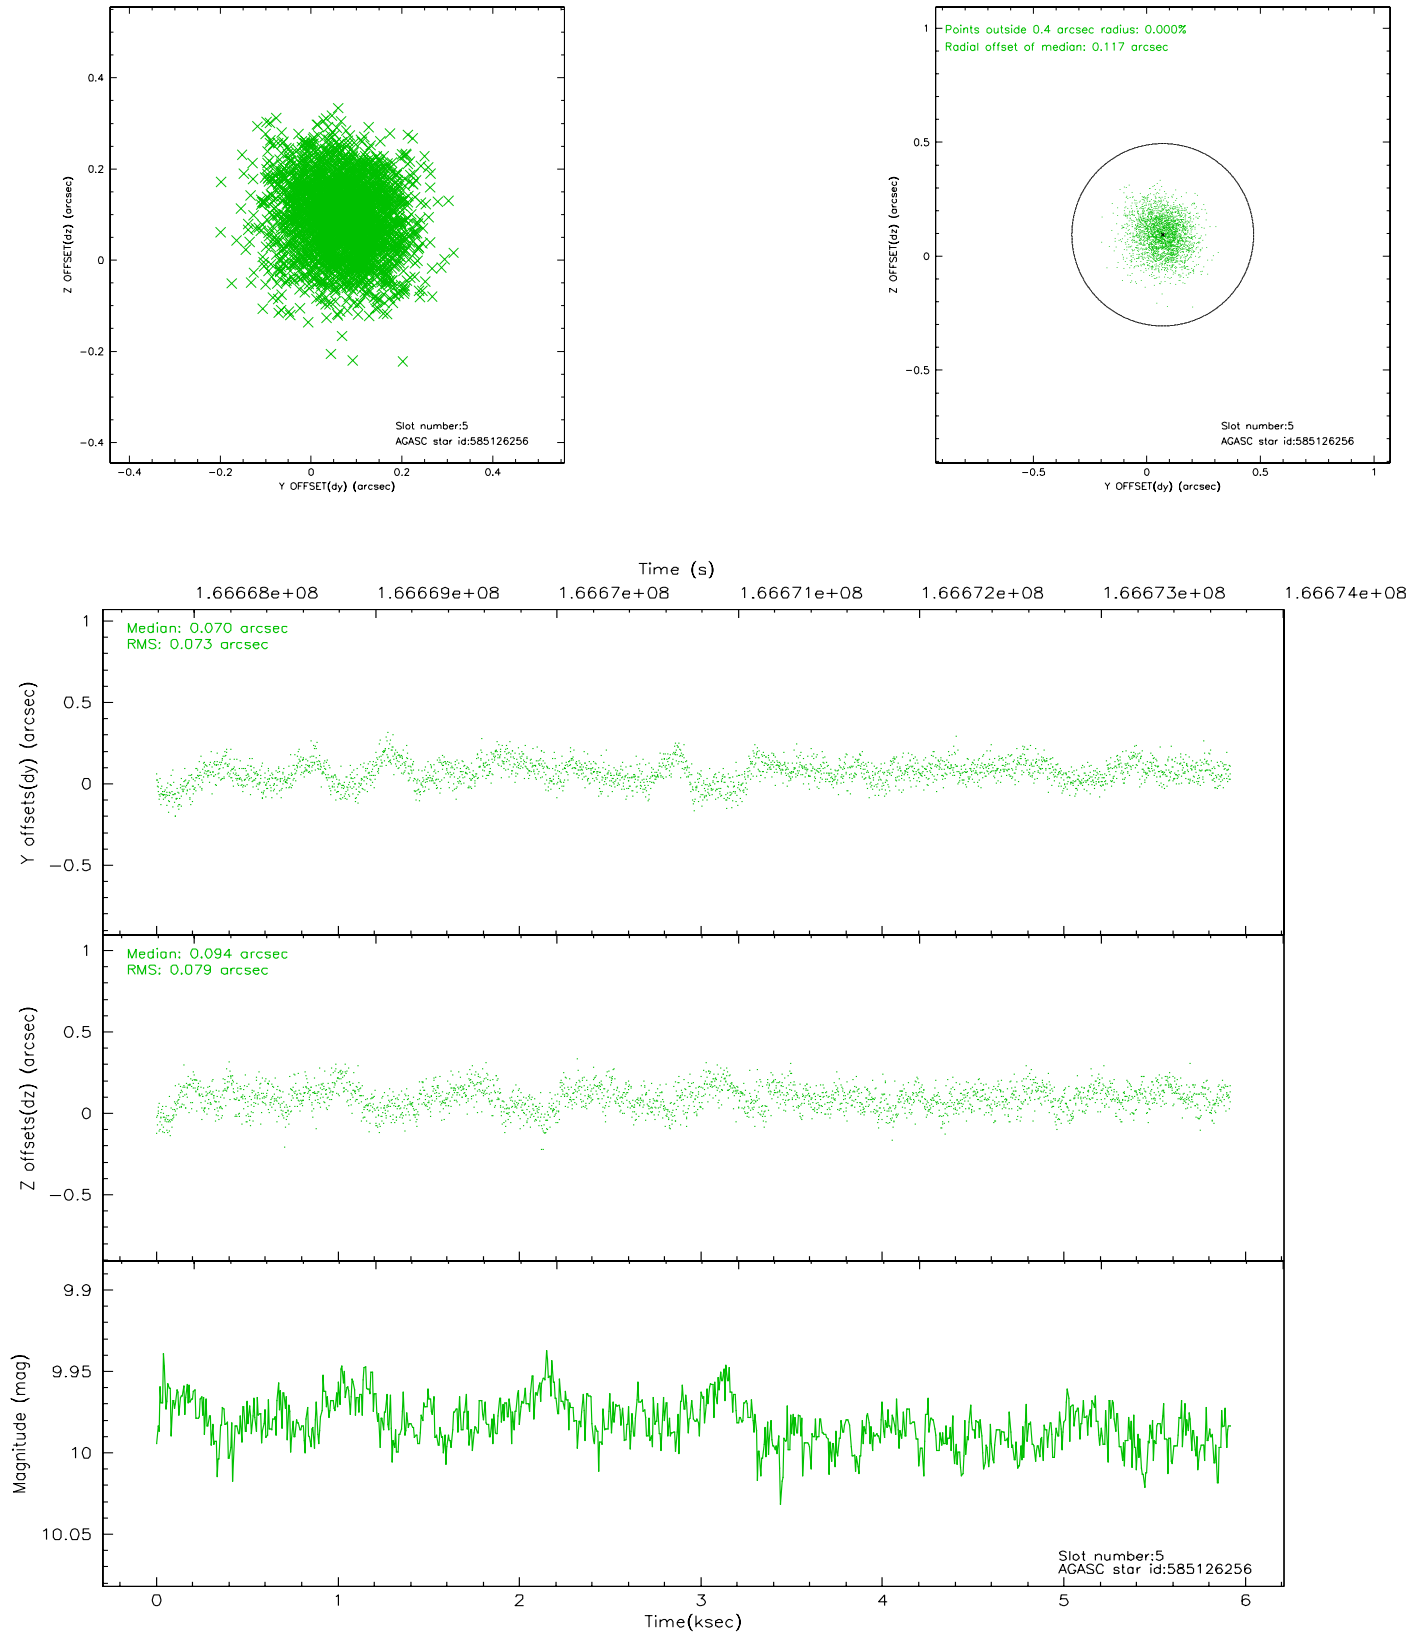 0.4
0.2
0
−0.2
−0.4
Z OFFSET(dz) (arcsec)
−0.4 −0.2 0 0.2 0.4
Y OFFSET(dy) (arcsec)
Slot number:5
AGASC star id:585126256
Points outside 0.4 arcsec radius: 0.000%
Radial offset of median: 0.117 arcsec
1
0.5
0
−0.5
Z OFFSET(dz) (arcsec)
−0.5 0 0.5 1
Y OFFSET(dy) (arcsec)
Slot number:5
AGASC star id:585126256
Time (s)
1.66668e+08 1.66669e+08 1.6667e+08 1.66671e+08 1.66672e+08 1.66673e+08 1.66674e+08
Median: 0.070 arcsec
RMS: 0.073 arcsec
1
0.5
0
−0.5
Y offsets(dy) (arcsec)
Median: 0.094 arcsec
RMS: 0.079 arcsec
1
0.5
0
−0.5
Z offsets(dz) (arcsec)
9.9
9.95
10
10.05
Magnitude (mag)
Slot number:5
AGASC star id:585126256
0 1 2 3 4 5 6
Time(ksec)